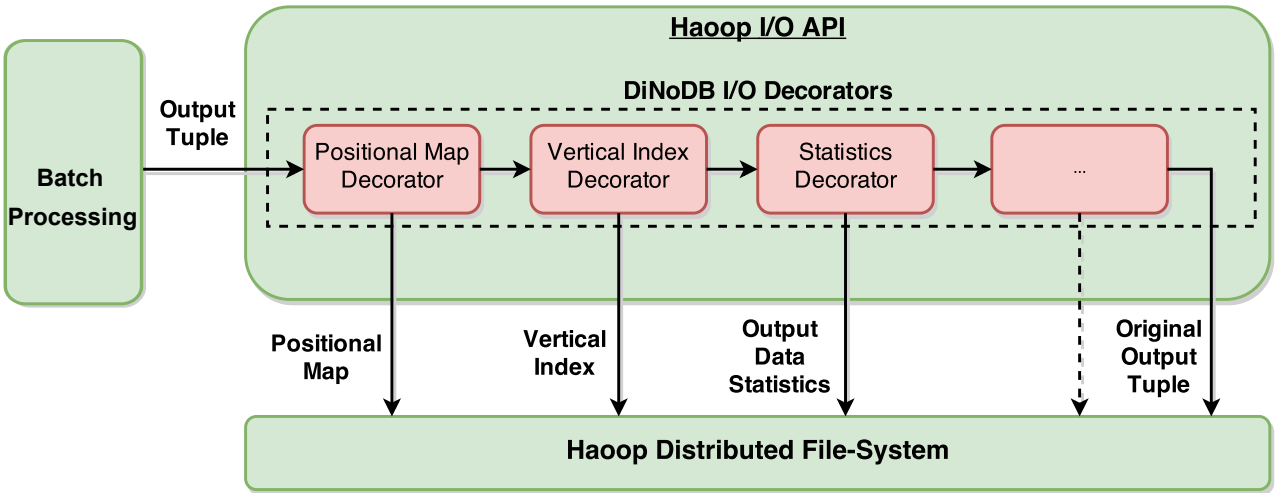 Haoop I/O API
DiNoDB I/O Decorators
Output
Tuple
Batch
Processing
Positional Map
Decorator
Vertical Index
Decorator
Statistics
Decorator
...
Positional
Map
Vertical
Index
Output
Data
Statistics
Original
Output
Tuple
Haoop Distributed File-System